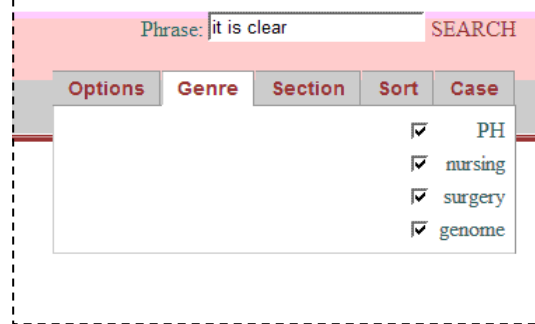 Phrase: it is clear SEARCH
Options Genre Section Sort Case
PH
nursing
surgery
genome